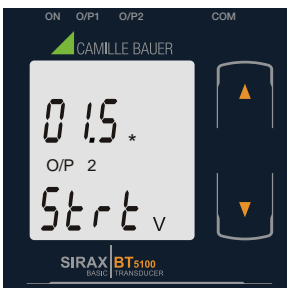 ON O/P1 O/P2 COM
CAMILLE BAUER
01.5 *
O/P 2
Strt V
SIRAX BT5100
BASIC TRANSDUCER